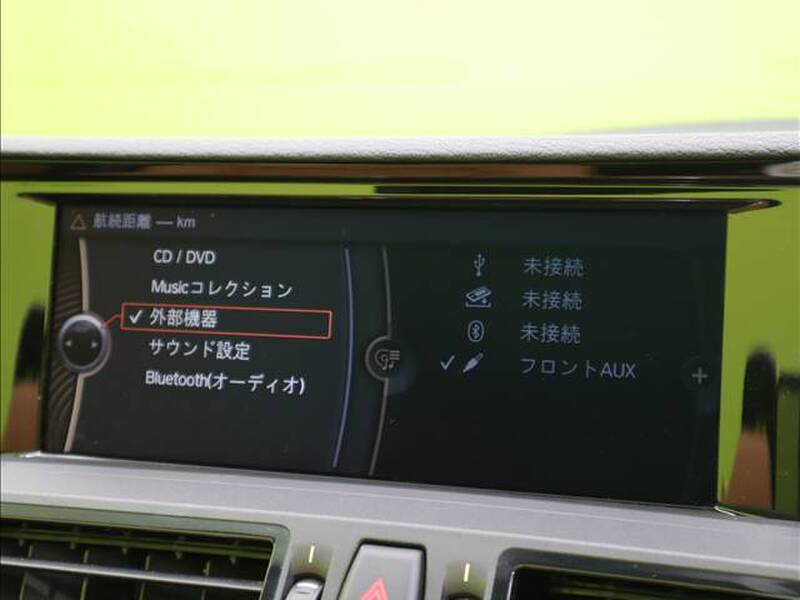 航続距離 — km
CD / DVD
Musicコレクション
外部機器
サウンド設定
Bluetooth(オーディオ)
未接続
未接続
未接続
フロントAUX